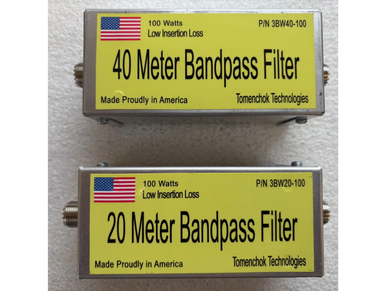 100 Watts P/N 3BW40-100
Low Insertion Loss
40 Meter Bandpass Filter
Made Proudly in America Tomenchok Technologies
100 Watts P/N 3BW20-100
Low Insertion Loss
20 Meter Bandpass Filter
Made Proudly in America Tomenchok Technologies